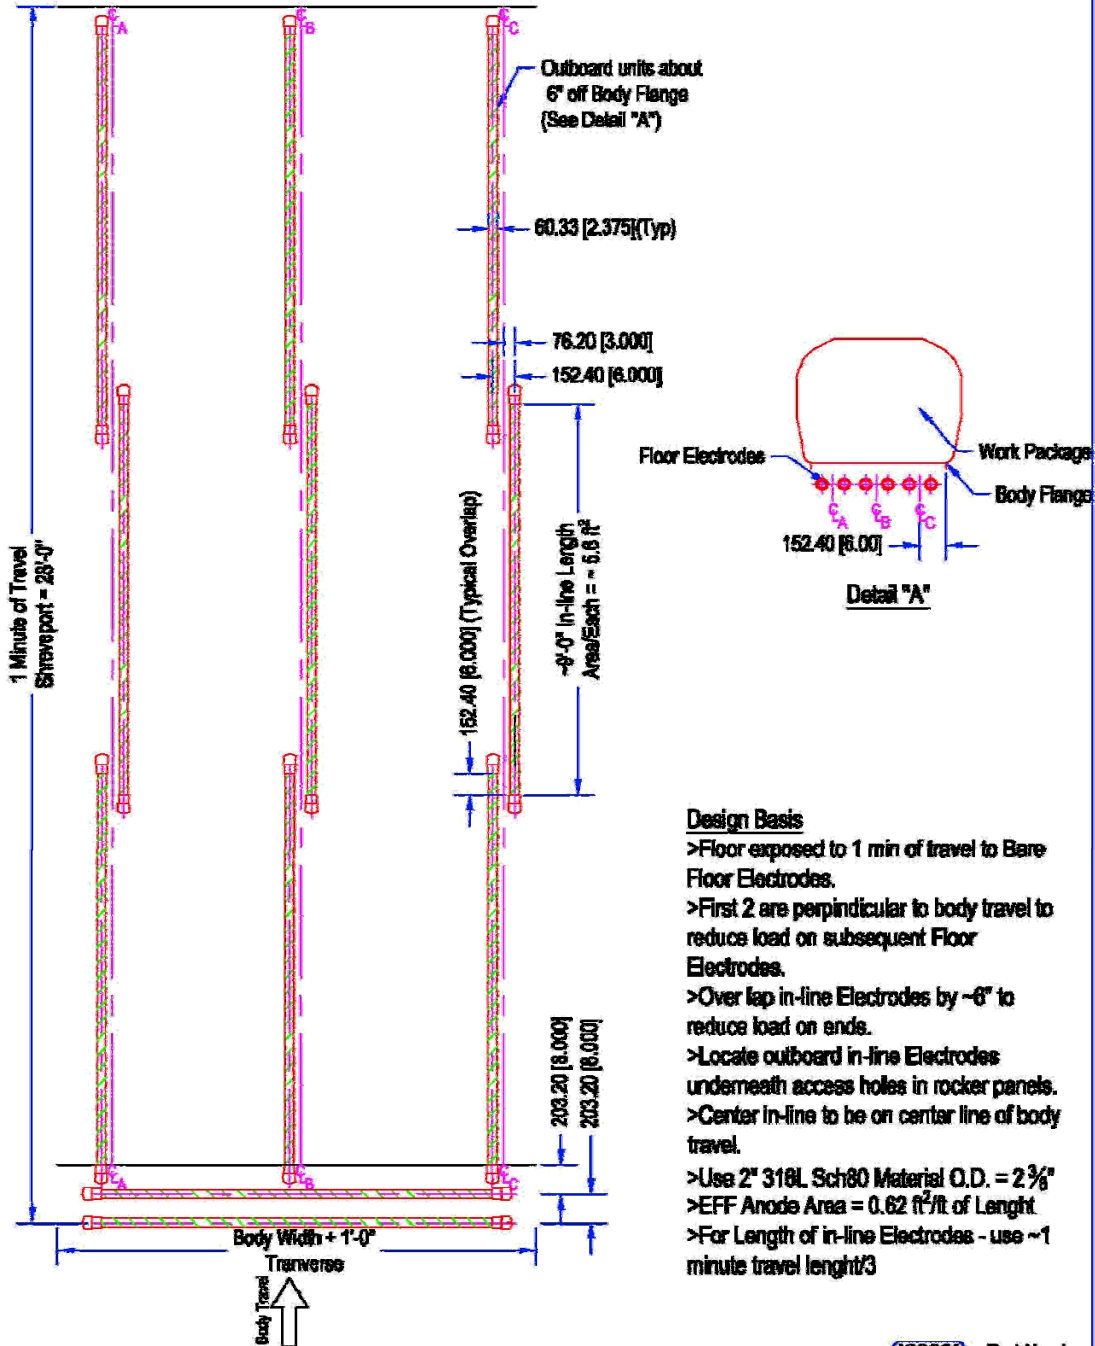 ℄ A
℄ B
℄ C
Outboard units about
6" off Body Flange
(See Detail "A")
60.33 [2.375](Typ)
76.20 [3.000]
152.40 [6.000]
1 Minute of Travel
Shreveport = 28'-0"
152.40 [6.000] (Typical Overlap)
~9'-0" In-line Length
Area/Each = ~ 5.6 ft²
Floor Electrodes
Work Package
Body Flange
℄ A
℄ B
℄ C
152.40 [6.00]
Detail "A"
Design Basis
>Floor exposed to 1 min of travel to Bare
Floor Electrodes.
>First 2 are perpindicular to body travel to
reduce load on subsequent Floor
Electrodes.
>Over lap in-line Electrodes by ~6" to
reduce load on ends.
>Locate outboard in-line Electrodes
underneath access holes in rocker panels.
>Center in-line to be on center line of body
travel.
>Use 2" 316L Sch80 Material O.D. = 2 3⁄8"
>EFF Anode Area = 0.62 ft²/ft of Lenght
>For Length of in-line Electrodes - use ~1
minute travel lenght/3
203.20 [8.000]
203.20 [8.000]
℄ A
℄ B
℄ C
Body Width + 1'-0"
Tranverse
Body Travel